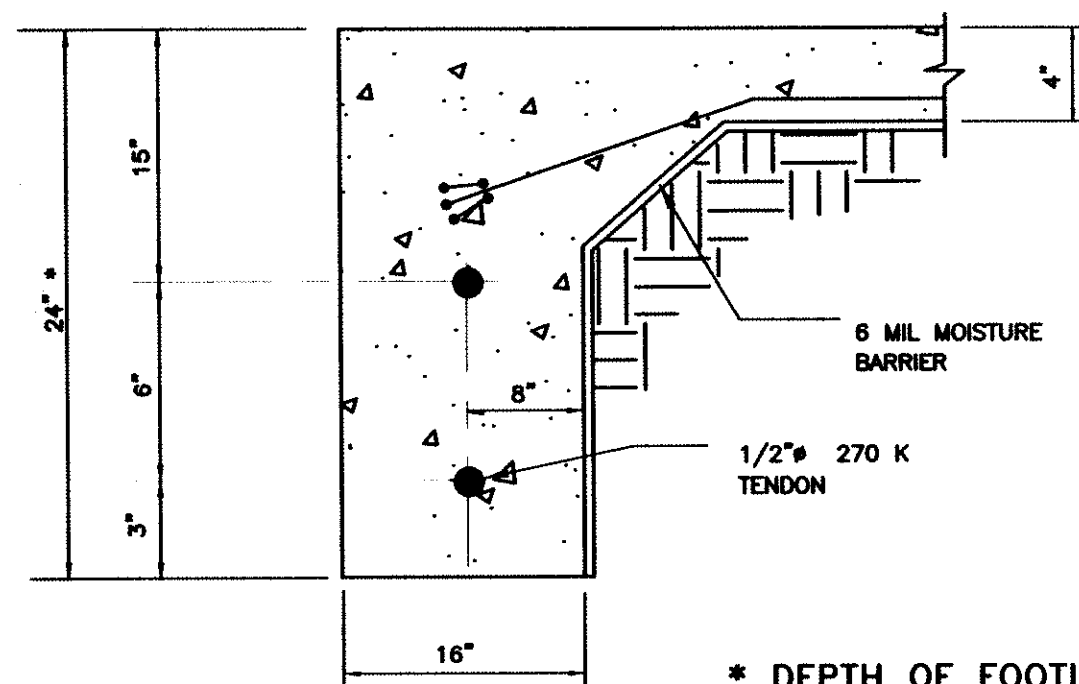 4"
15"
24" *
6"
6 MIL MOISTURE
BARRIER
8"
1/2"ø 270 K
TENDON
3"
16"
* DEPTH OF